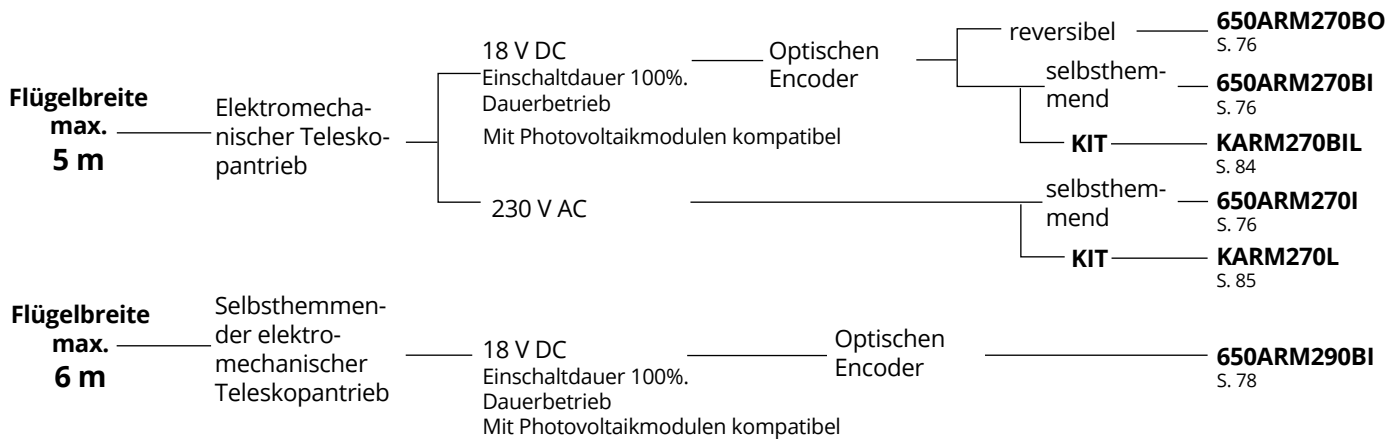 Flügelbreite
max.
5 m
Elektromecha-
nischer Telesko-
pantrieb
18 V DC
Einschaltdauer 100%.
Dauerbetrieb
Mit Photovoltaikmodulen kompatibel
Optischen
Encoder
reversibel
650ARM270BO
S. 76
selbsthem-
mend
650ARM270BI
S. 76
KIT
KARM270BIL
S. 84
230 V AC
selbsthem-
mend
650ARM270I
S. 76
KIT
KARM270L
S. 85
Flügelbreite
max.
6 m
Selbsthemmen-
der elektro-
mechanischer
Teleskopantrieb
18 V DC
Einschaltdauer 100%.
Dauerbetrieb
Mit Photovoltaikmodulen kompatibel
Optischen
Encoder
650ARM290BI
S. 78